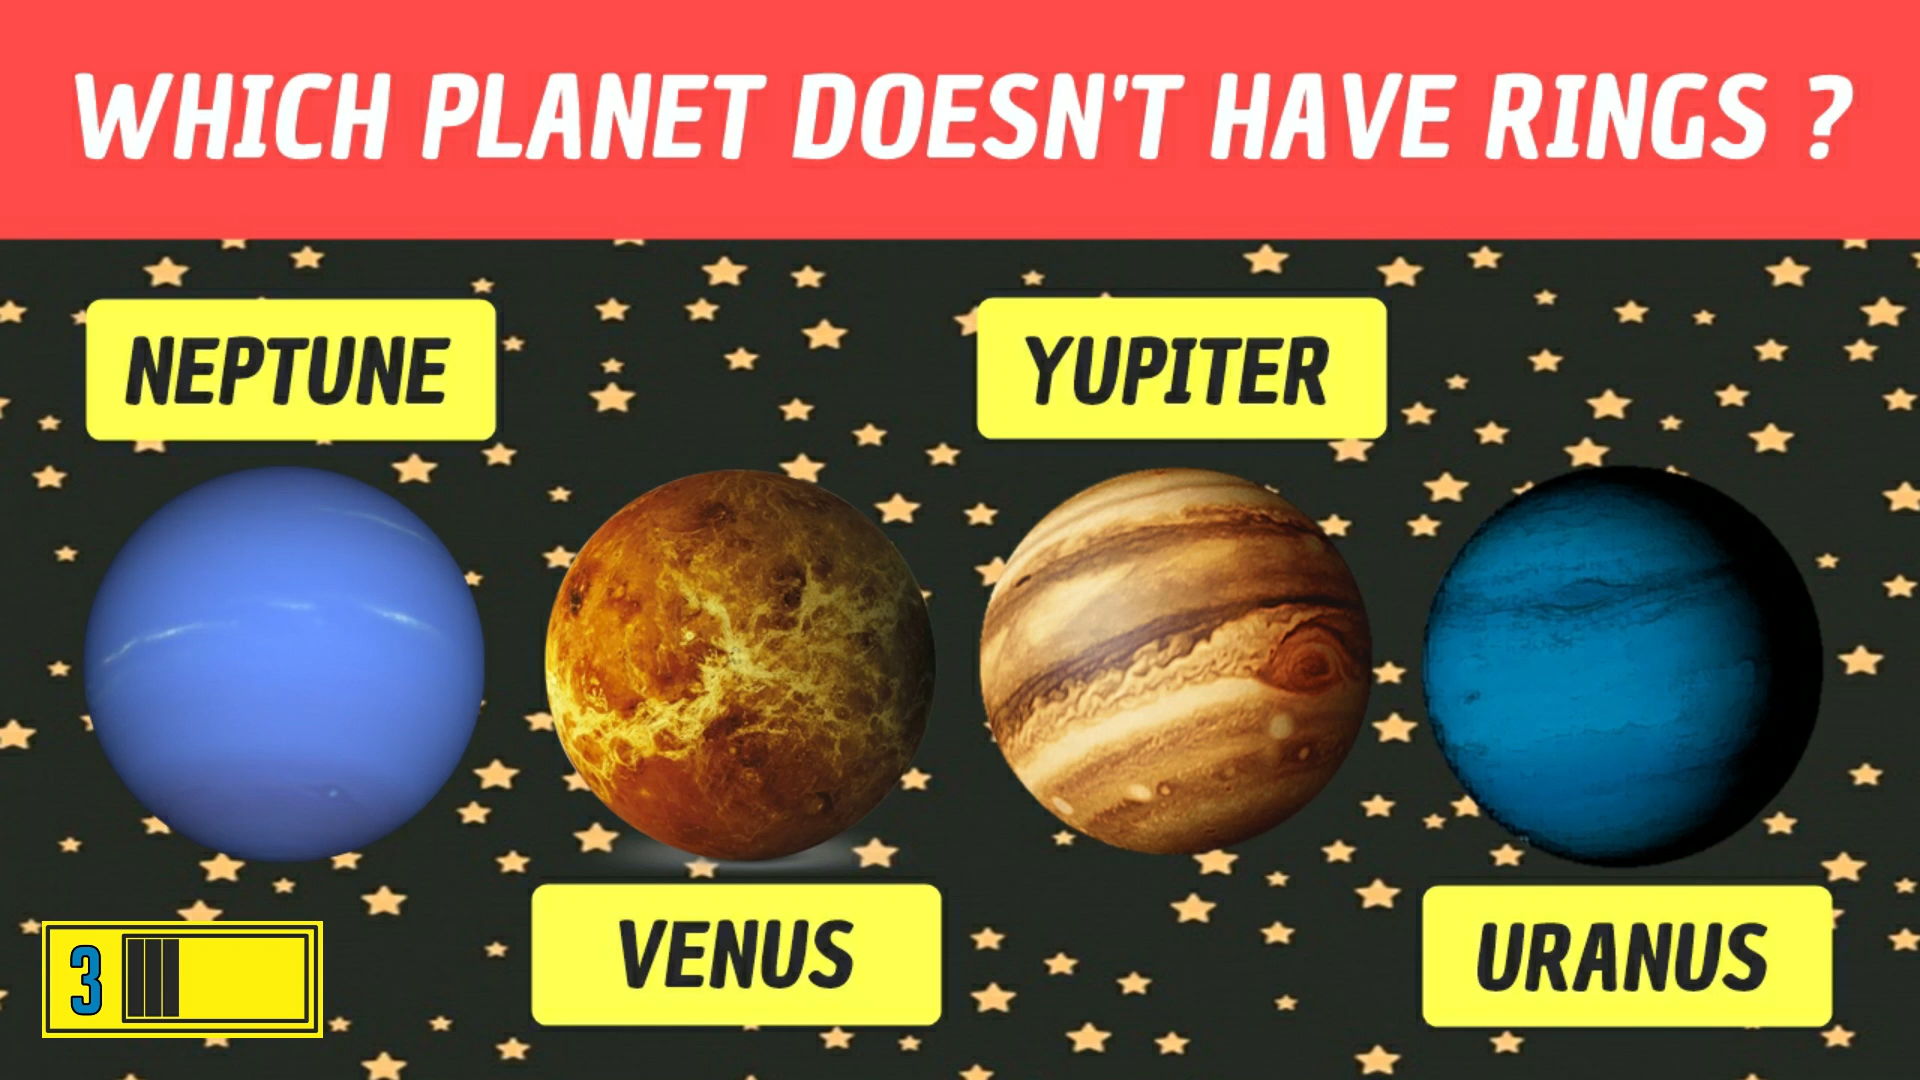 WHICH PLANET DOESN'T HAVE RINGS ?
NEPTUNE
YUPITER
VENUS
URANUS
3